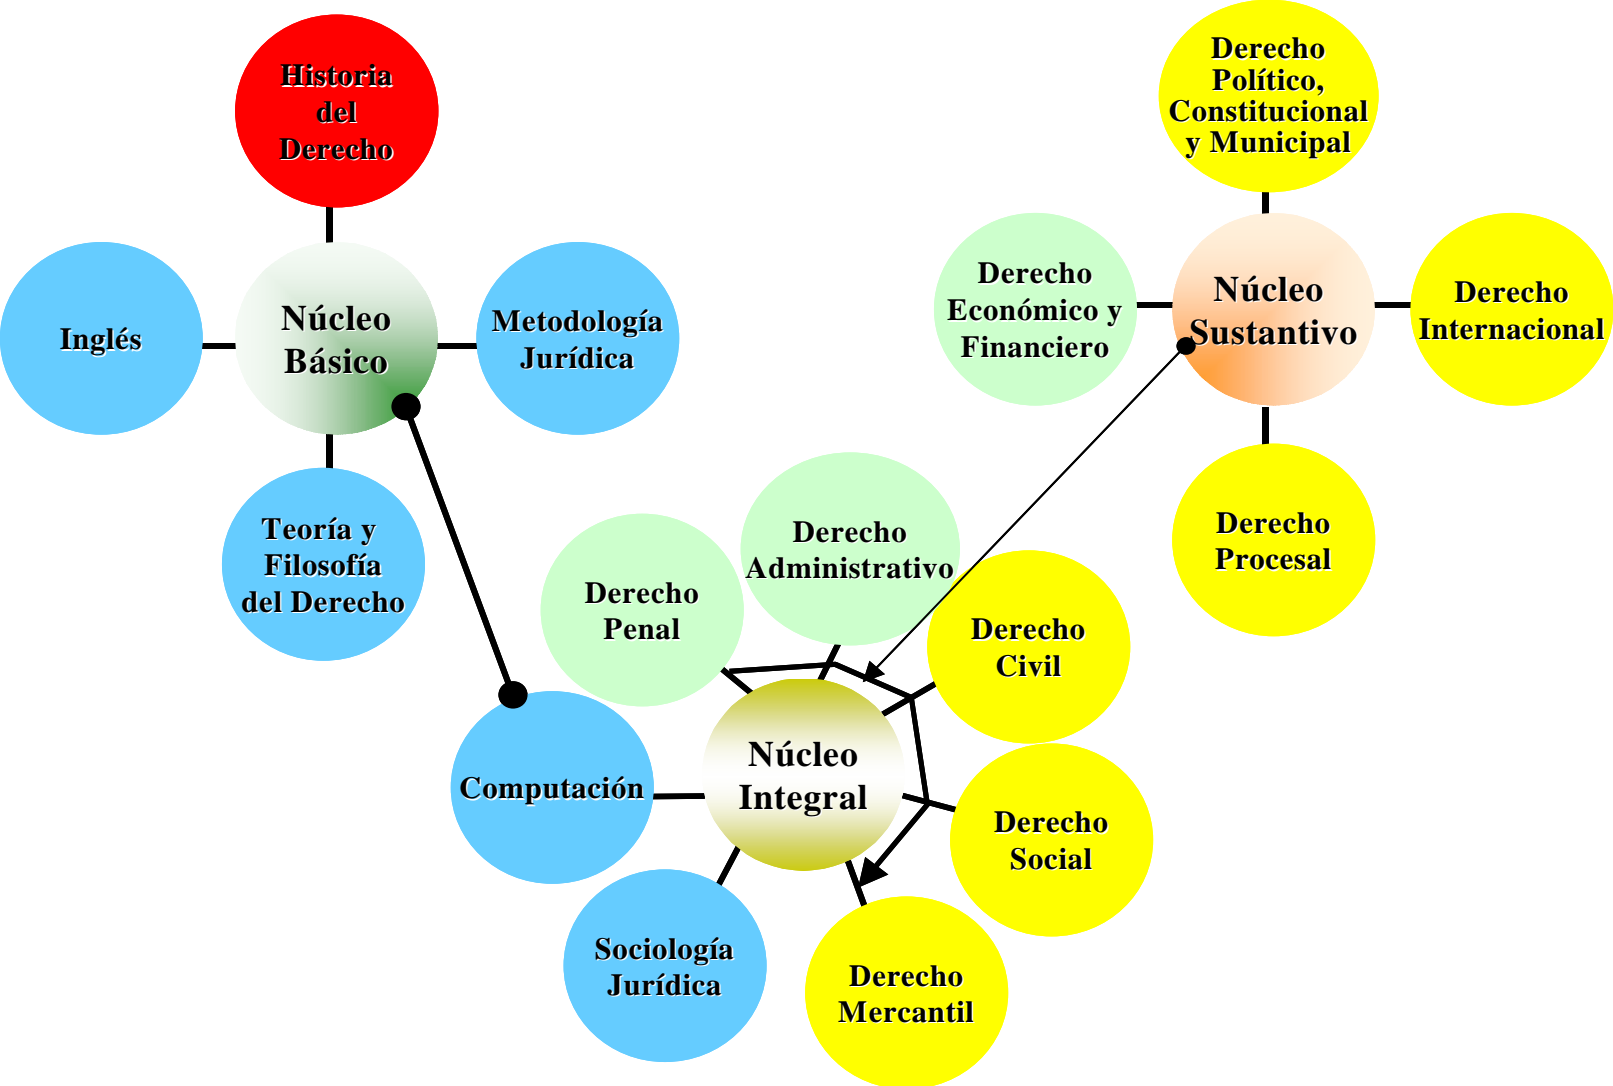 Historia
del
Derecho
Inglés
Núcleo
Básico
Metodología
Jurídica
Teoría y
Filosofía
del Derecho
Derecho
Político,
Constitucional
y Municipal
Derecho
Económico y
Financiero
Núcleo
Sustantivo
Derecho
Internacional
Derecho
Procesal
Derecho
Administrativo
Derecho
Penal
Derecho
Civil
Núcleo
Integral
Computación
Derecho
Social
Sociología
Jurídica
Derecho
Mercantil